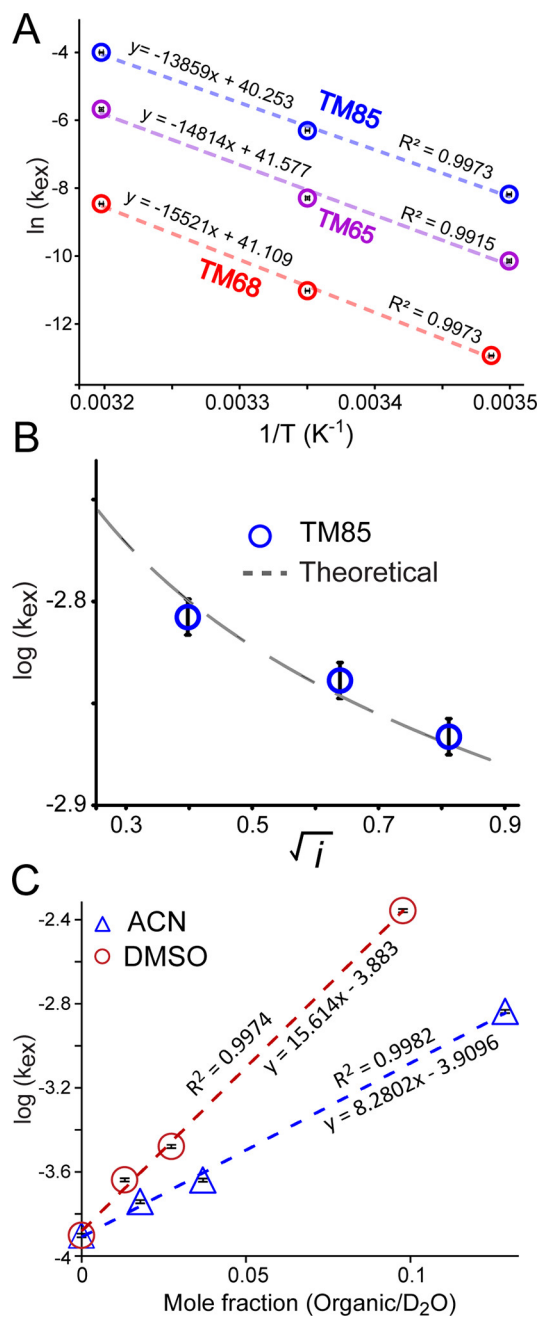 A
-4
-6
-8
-10
-12
ln (kex)
y= -13859x + 40.253
TM85
R² = 0.9973
y = -14814x + 41.577
TM65
R² = 0.9915
y = -15521x + 41.109
TM68
R² = 0.9973
0.0032 0.0033 0.0034 0.0035
1/T (K⁻¹)
B
TM85
Theoretical
log (kex)
-2.8
-2.9
0.3 0.5 0.7 0.9
√i
C
ACN
DMSO
log (kex)
-2.4
-2.8
-3.2
-3.6
-4
R² = 0.9974
y = 15.614x - 3.883
R² = 0.9982
y = 8.2802x - 3.9096
0 0.05 0.1
Mole fraction (Organic/D₂O)